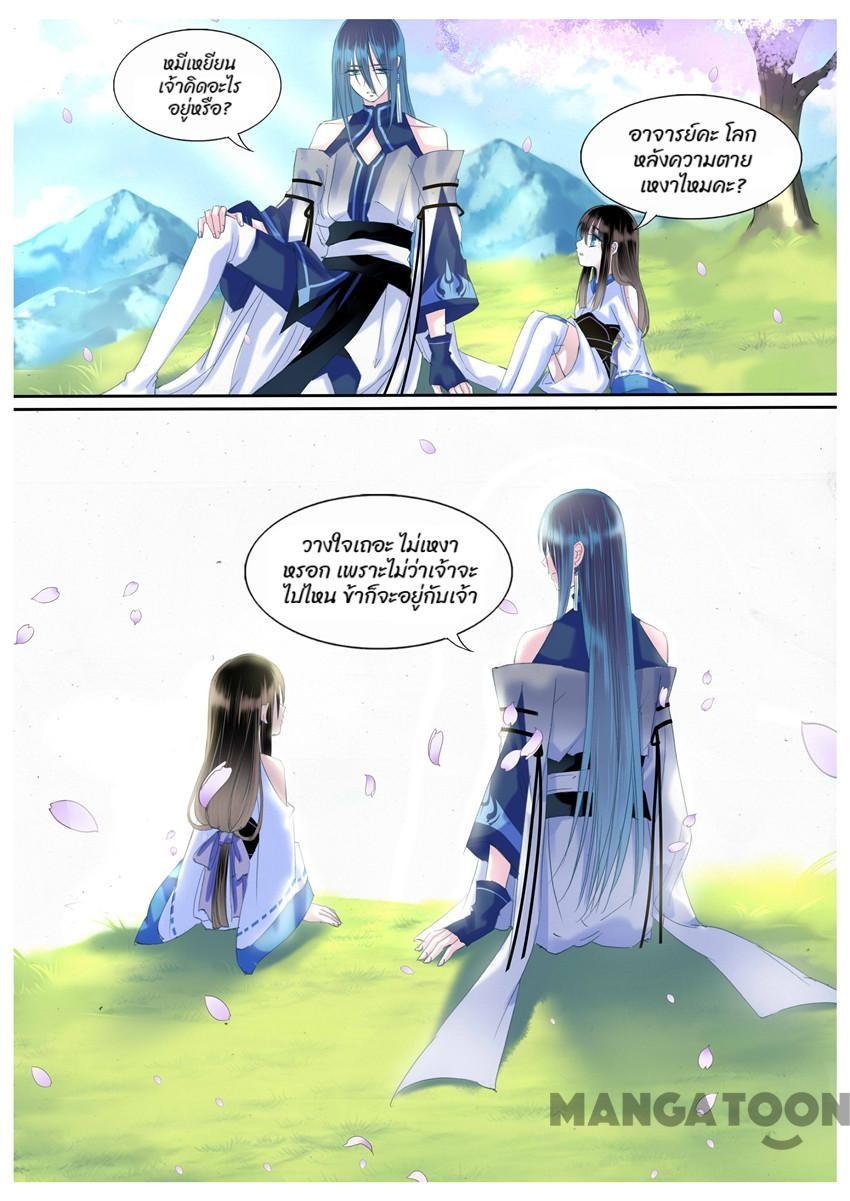 หมีเหยียน
เจ้าคิดอะไร
อยู่หรือ?
อาจารย์คะ โลก
หลังความตาย
เหงาไหมคะ?
วางใจเถอะ ไม่เหงา
หรอก เพราะไม่ว่าเจ้าจะ
ไปไหน ข้าก็จะอยู่กับเจ้า
MANGATOON